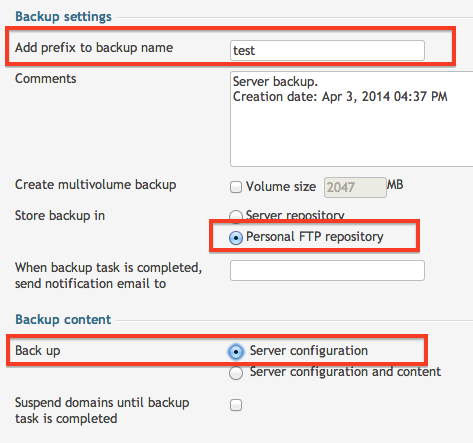 Backup settings
Add prefix to backup name test
Comments Server backup.
Creation date: Apr 3, 2014 04:37 PM
Create multivolume backup Volume size 2047 MB
Store backup in Server repository
Personal FTP repository
When backup task is completed,
send notification email to
Backup content
Back up Server configuration
Server configuration and content
Suspend domains until backup
task is completed